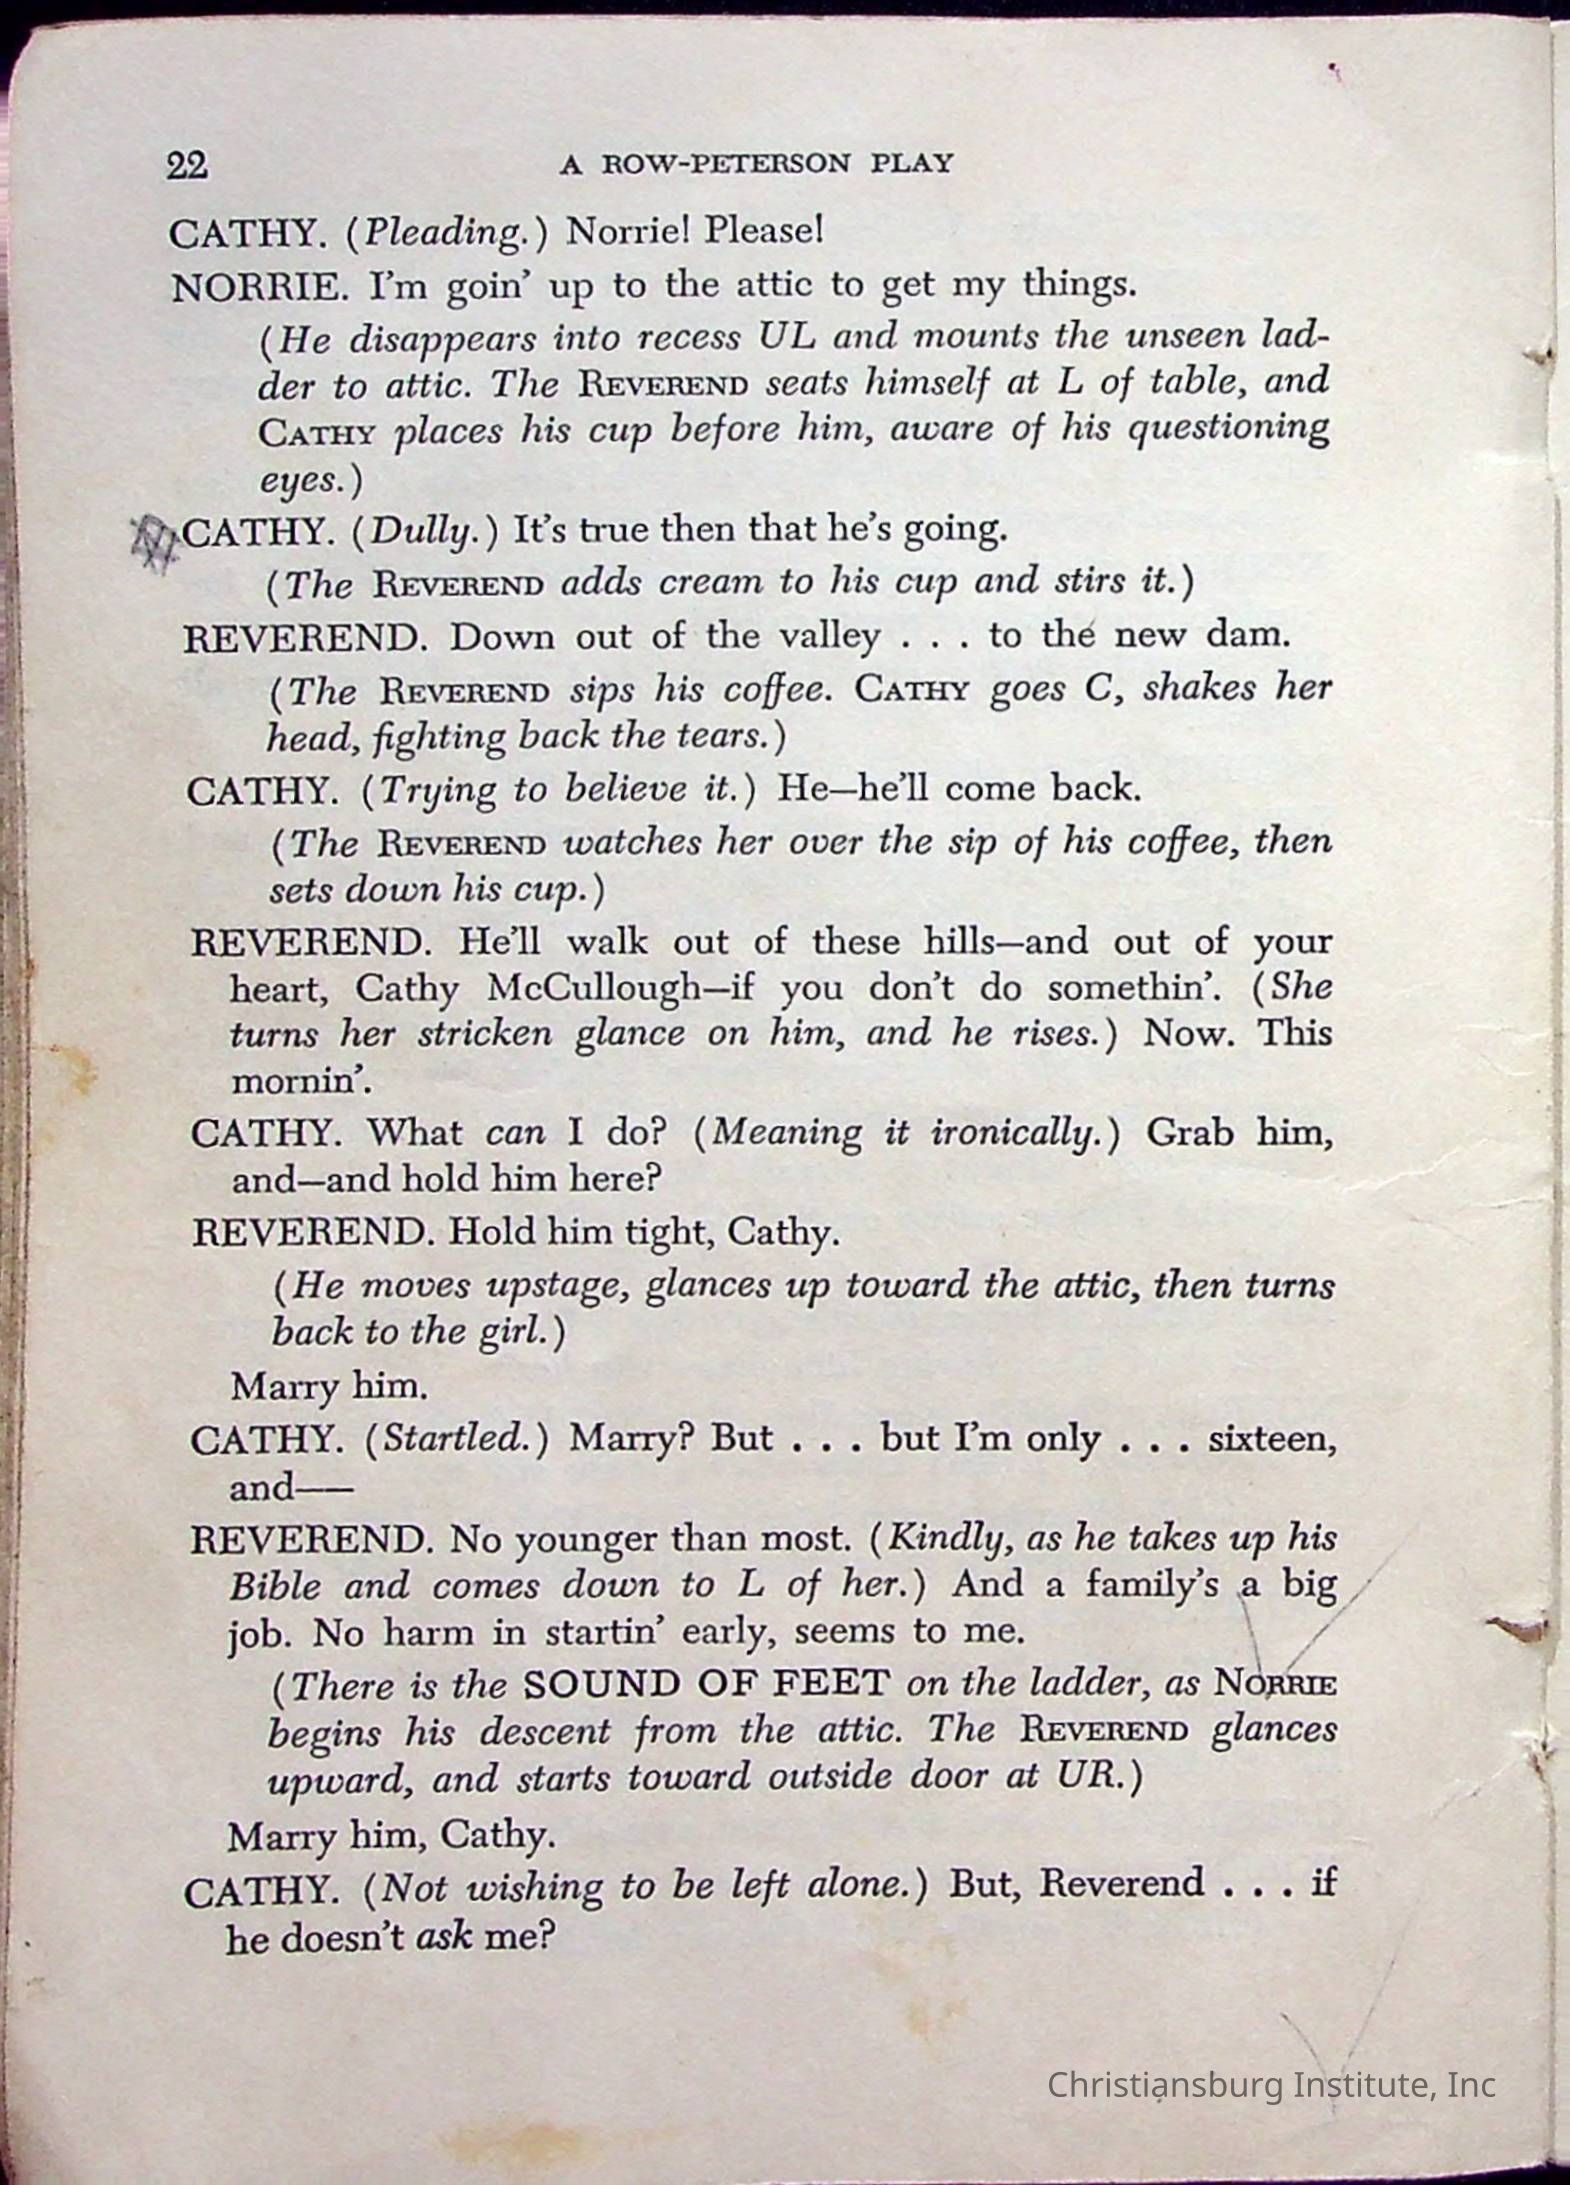 22 A ROW-PETERSON PLAY
CATHY. (Pleading.) Norrie! Please!
NORRIE. I'm goin' up to the attic to get my things.
(He disappears into recess UL and mounts the unseen lad-
der to attic. The REVEREND seats himself at L of table, and
CATHY places his cup before him, aware of his questioning
eyes.)
CATHY. (Dully.) It's true then that he's going.
(The REVEREND adds cream to his cup and stirs it.)
REVEREND. Down out of the valley . . . to the new dam.
(The REVEREND sips his coffee. CATHY goes C, shakes her
head, fighting back the tears.)
CATHY. (Trying to believe it.) He—he'll come back.
(The REVEREND watches her over the sip of his coffee, then
sets down his cup.)
REVEREND. He'll walk out of these hills—and out of your
heart, Cathy McCullough—if you don't do somethin'. (She
turns her stricken glance on him, and he rises.) Now. This
mornin'.
CATHY. What can I do? (Meaning it ironically.) Grab him,
and—and hold him here?
REVEREND. Hold him tight, Cathy.
(He moves upstage, glances up toward the attic, then turns
back to the girl.)
Marry him.
CATHY. (Startled.) Marry? But . . . but I'm only . . . sixteen,
and——
REVEREND. No younger than most. (Kindly, as he takes up his
Bible and comes down to L of her.) And a family's a big
job. No harm in startin' early, seems to me.
(There is the SOUND OF FEET on the ladder, as NORRIE
begins his descent from the attic. The REVEREND glances
upward, and starts toward outside door at UR.)
Marry him, Cathy.
CATHY. (Not wishing to be left alone.) But, Reverend . . . if
he doesn't ask me?
Christiansburg Institute, Inc